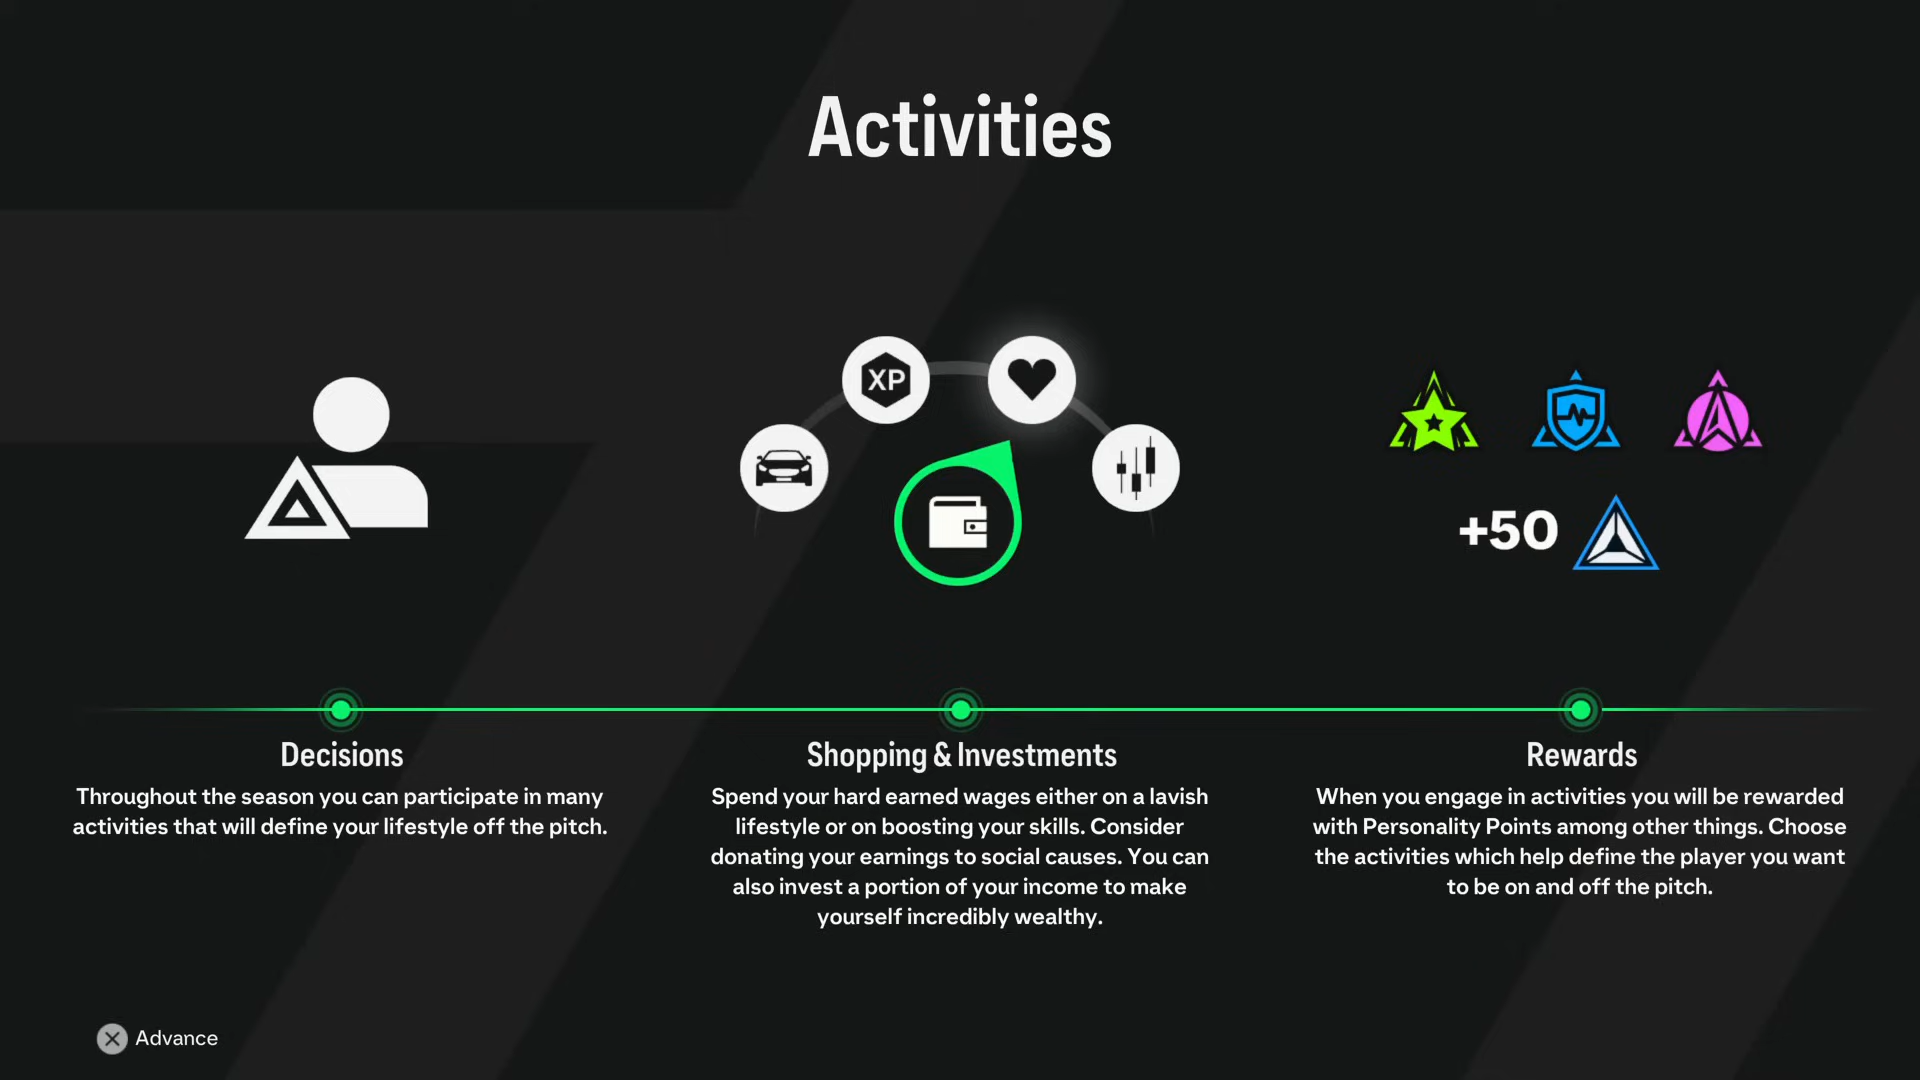 Activities
XP
+50
Decisions
Throughout the season you can participate in many
activities that will define your lifestyle off the pitch.
Shopping & Investments
Spend your hard earned wages either on a lavish
lifestyle or on boosting your skills. Consider
donating your earnings to social causes. You can
also invest a portion of your income to make
yourself incredibly wealthy.
Rewards
When you engage in activities you will be rewarded
with Personality Points among other things. Choose
the activities which help define the player you want
to be on and off the pitch.
Advance